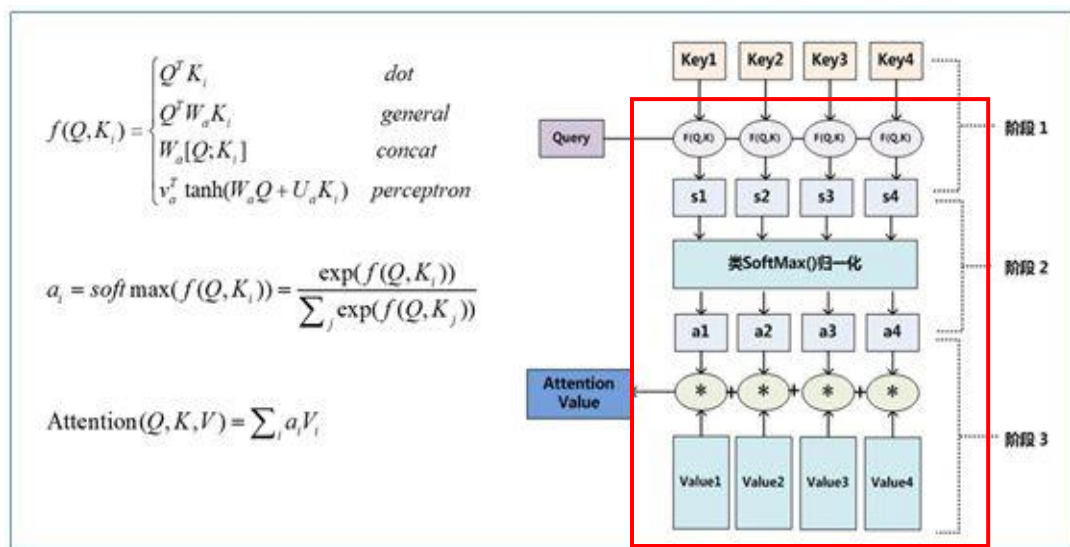 f(Q,K_i) = { Q^T K_i dot
Q^T W_a K_i general
W_a[Q;K_i] concat
v_a^T tanh(W_a Q + U_a K_i) perceptron
a_i = softmax(f(Q,K_i)) = exp(f(Q,K_i)) / ∑_j exp(f(Q,K_j))
Attention(Q,K,V) = ∑_i a_i V_i
Key1 Key2 Key3 Key4
阶段 1
Query F(Q,K) F(Q,K) F(Q,K) F(Q,K)
s1 s2 s3 s4
类SoftMax()归一化
阶段 2
a1 a2 a3 a4
Attention
Value
* + * + * + *
阶段 3
Value1 Value2 Value3 Value4